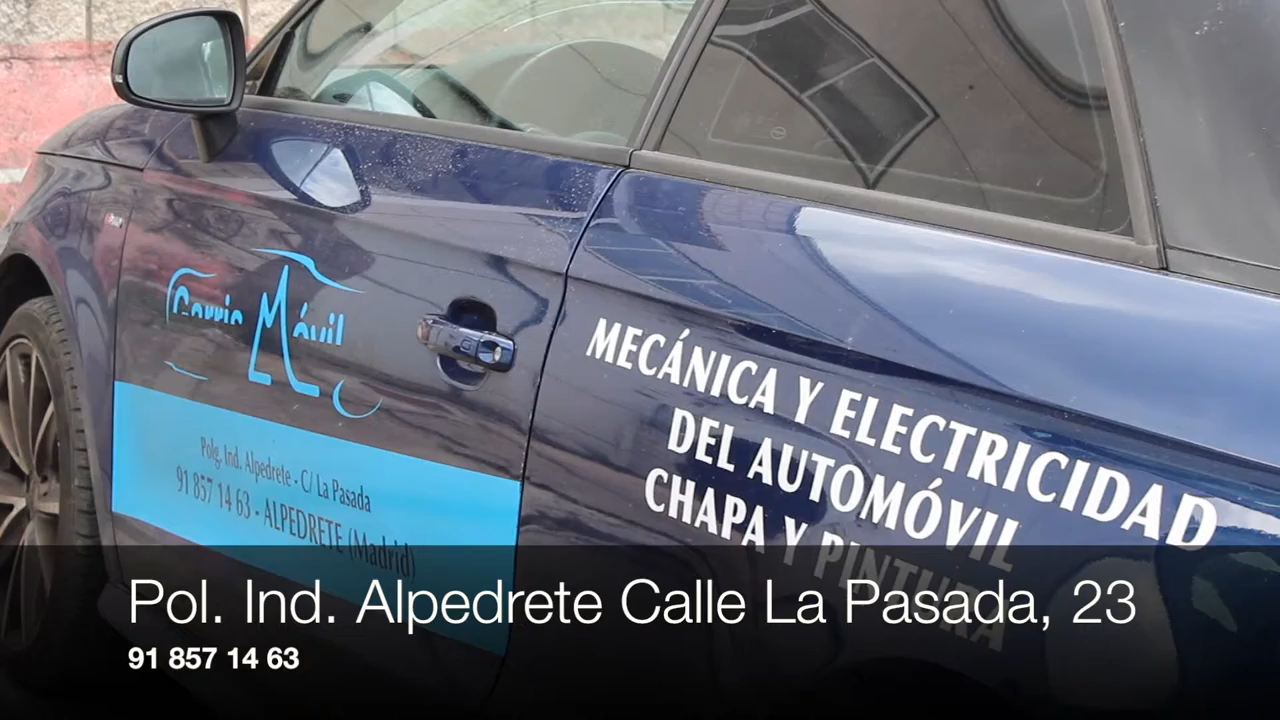 Móvil
Polg. Ind. Alpedrete - C/ La Pasada
91 857 14 63 - ALPEDRETE (Madrid)
MECÁNICA Y ELECTRICIDAD
DEL AUTOMÓVIL
CHAPA Y PINTURA
Pol. Ind. Alpedrete Calle La Pasada, 23
91 857 14 63